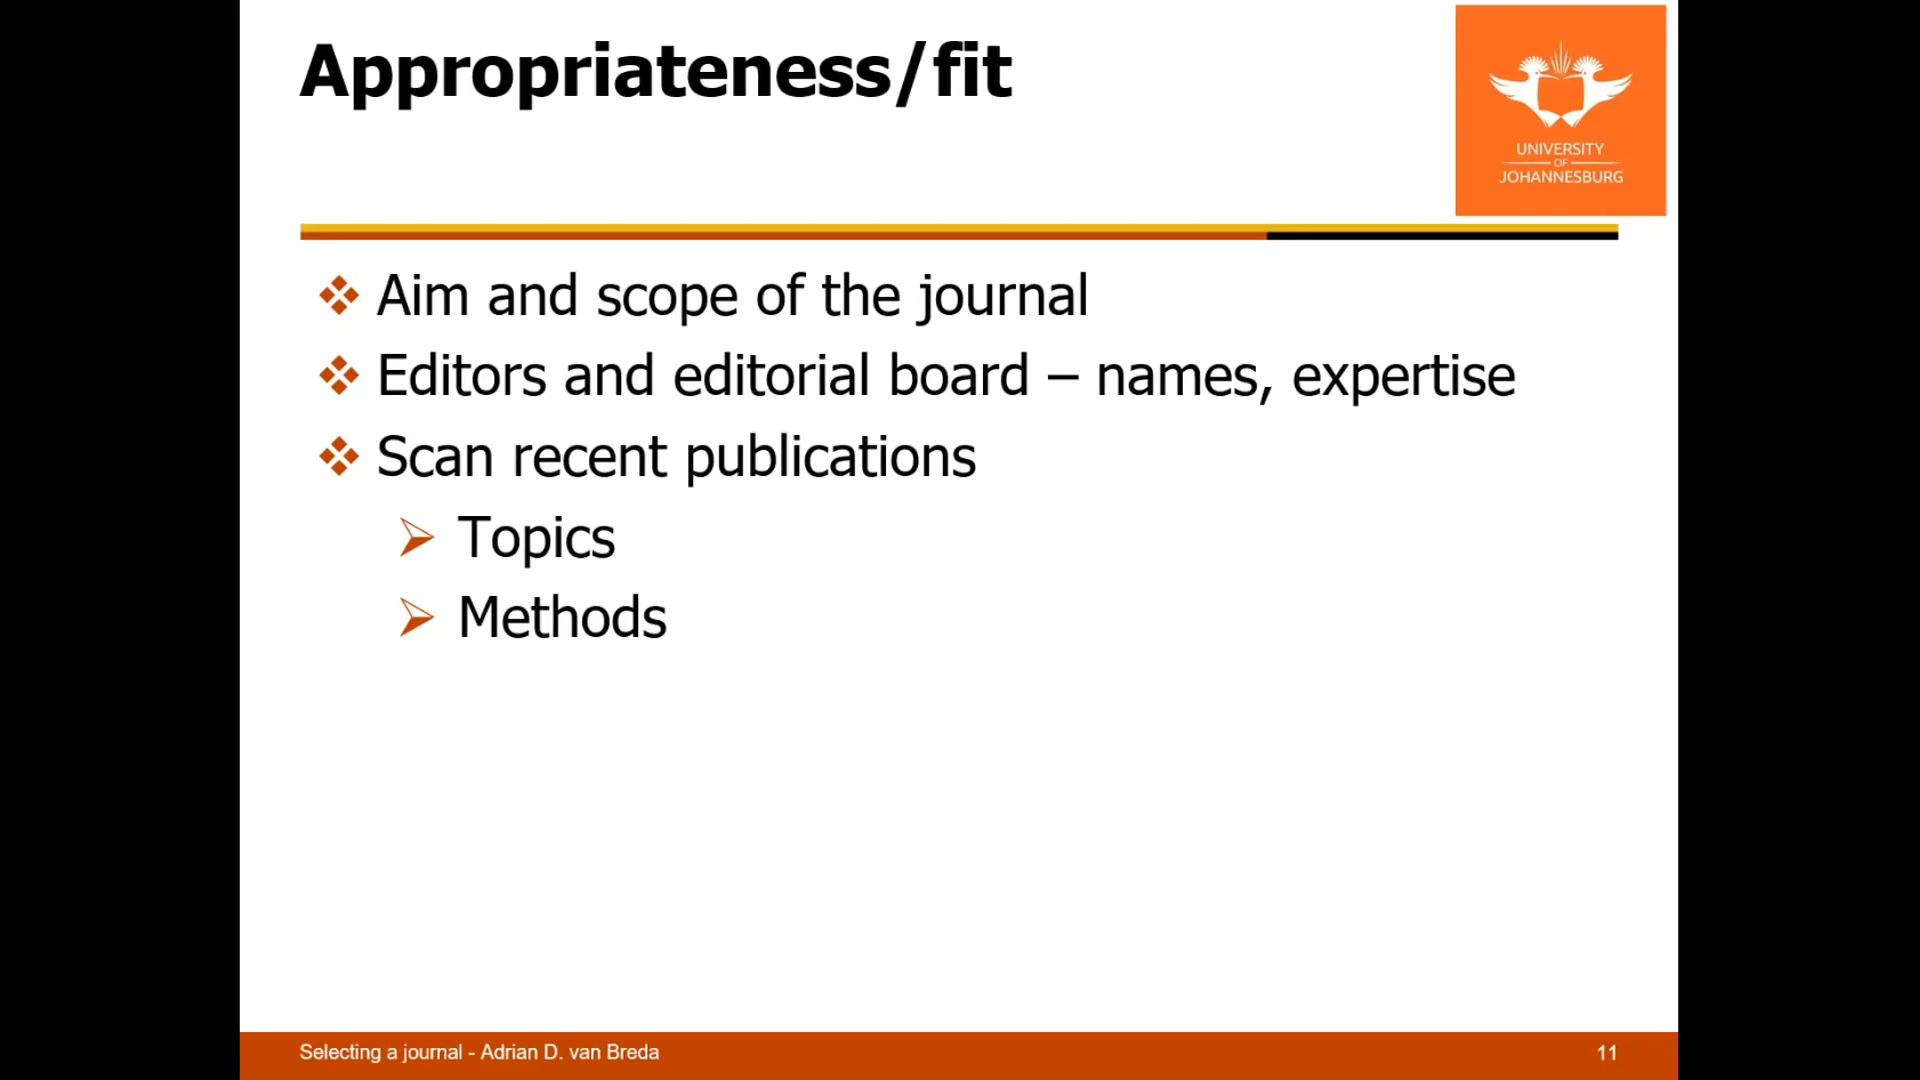 Appropriateness/fit
UNIVERSITY
OF
JOHANNESBURG
Aim and scope of the journal
Editors and editorial board – names, expertise
Scan recent publications
Topics
Methods
Selecting a journal - Adrian D. van Breda
11